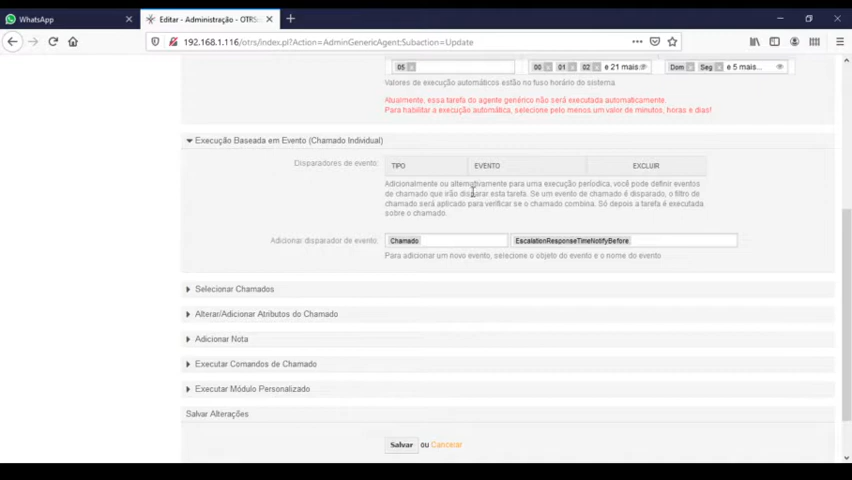 WhatsApp
Editar - Administração - OTRS
192.168.1.116/otrs/index.pl?Action=AdminGenericAgent;Subaction=Update
05
00 01 02 e 21 mais...
Dom Seg e 5 mais...
Valores de execução automáticos estão no fuso horário do sistema.
Atualmente, essa tarefa do agente genérico não será executada automaticamente.
Para habilitar a execução automática, selecione pelo menos um valor de minutos, horas e dias!
Execução Baseada em Evento (Chamado Individual)
Disparadores de evento:
TIPO EVENTO EXCLUIR
Adicionalmente ou alternativamente para uma execução periódica, você pode definir eventos
de chamado que irão disparar esta tarefa. Se um evento de chamado é disparado, o filtro de
chamado será aplicado para verificar se o chamado combina. Só depois a tarefa é executada
sobre o chamado.
Adicionar disparador de evento:
Chamado
EscalationResponseTimeNotifyBefore
Para adicionar um novo evento, selecione o objeto do evento e o nome do evento
Selecionar Chamados
Alterar/Adicionar Atributos do Chamado
Adicionar Nota
Executar Comandos de Chamado
Executar Módulo Personalizado
Salvar Alterações
Salvar ou Cancelar